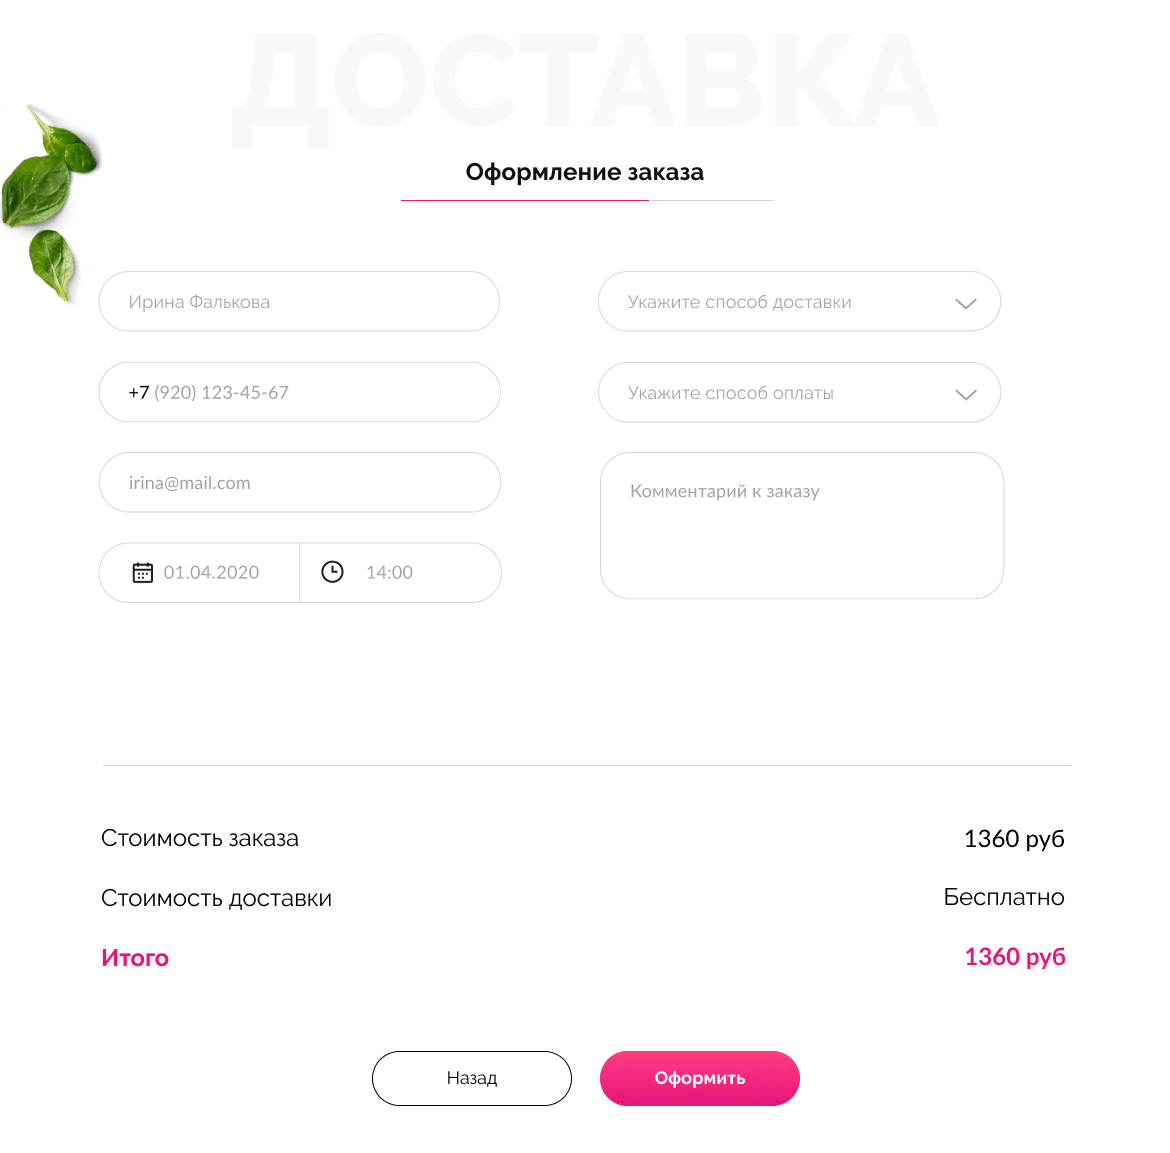 ДОСТАВКА
Оформление заказа
Ирина Фалькова
Укажите способ доставки
+7 (920) 123-45-67
Укажите способ оплаты
irina@mail.com
Комментарий к заказу
01.04.2020 14:00
Стоимость заказа 1360 руб
Стоимость доставки Бесплатно
Итого 1360 руб
Назад Оформить